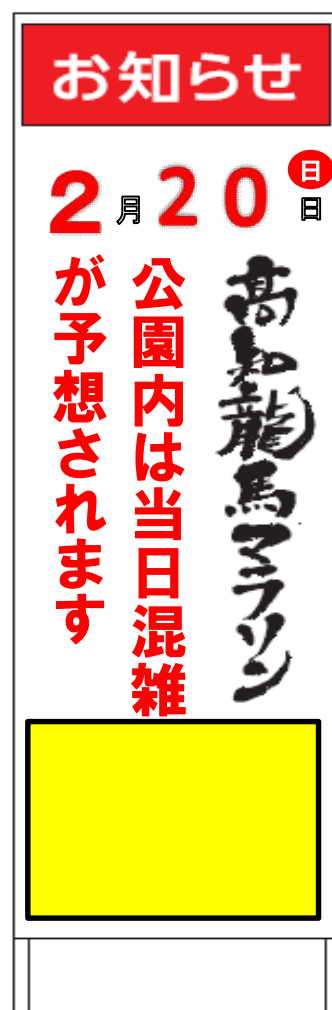 お知らせ
2月20日
日
高知龍馬マラソン
公園内は当日混雑
が予想されます